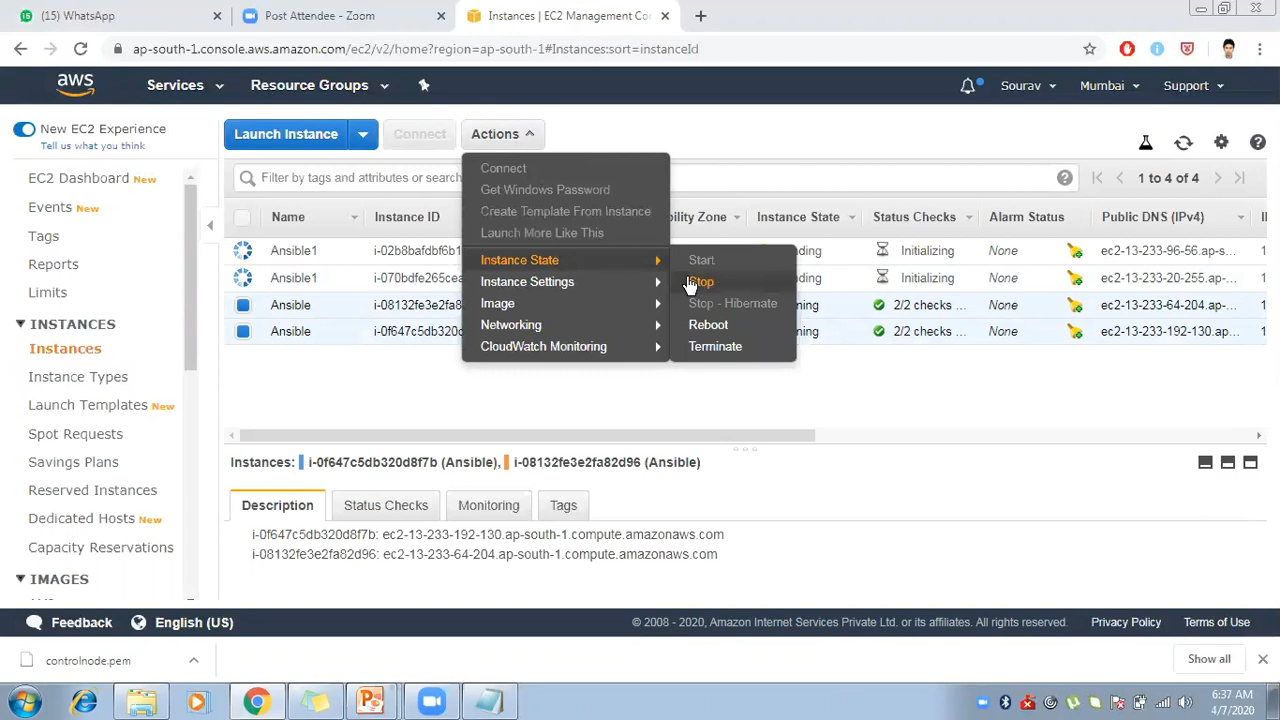 (15) WhatsApp
Post Attendee - Zoom
Instances | EC2 Management Con
ap-south-1.console.aws.amazon.com/ec2/v2/home?region=ap-south-1#Instances:sort=instanceId
aws
Services
Resource Groups
Sourav
Mumbai
Support
New EC2 Experience
Tell us what you think
Launch Instance
Connect
Actions
EC2 Dashboard New
Events New
Tags
Reports
Limits
INSTANCES
Instances
Instance Types
Launch Templates New
Spot Requests
Savings Plans
Reserved Instances
Dedicated Hosts New
Capacity Reservations
IMAGES
Filter by tags and attributes or search
1 to 4 of 4
Connect
Get Windows Password
Create Template From Instance
Launch More Like This
Instance State
Instance Settings
Image
Networking
CloudWatch Monitoring
Start
Stop
Stop - Hibernate
Reboot
Terminate
Name Instance ID bility Zone Instance State Status Checks Alarm Status Public DNS (IPv4)
Ansible1 i-02b8bafdbf6b1 nding Initializing None ec2-13-233-96-56.ap-s...
Ansible1 i-070bdfe265cea nding Initializing None ec2-13-233-20-255.ap-...
Ansible i-08132fe3e2fa82 ning 2/2 checks ... None ec2-13-233-64-204.ap-...
Ansible i-0f647c5db320d8 ning 2/2 checks ... None ec2-13-233-192-130.ap...
Instances: i-0f647c5db320d8f7b (Ansible), i-08132fe3e2fa82d96 (Ansible)
Description
Status Checks
Monitoring
Tags
i-0f647c5db320d8f7b: ec2-13-233-192-130.ap-south-1.compute.amazonaws.com
i-08132fe3e2fa82d96: ec2-13-233-64-204.ap-south-1.compute.amazonaws.com
Feedback
English (US)
© 2008 - 2020, Amazon Internet Services Private Ltd. or its affiliates. All rights reserved.
Privacy Policy
Terms of Use
controlnode.pem
Show all
6:37 AM
4/7/2020